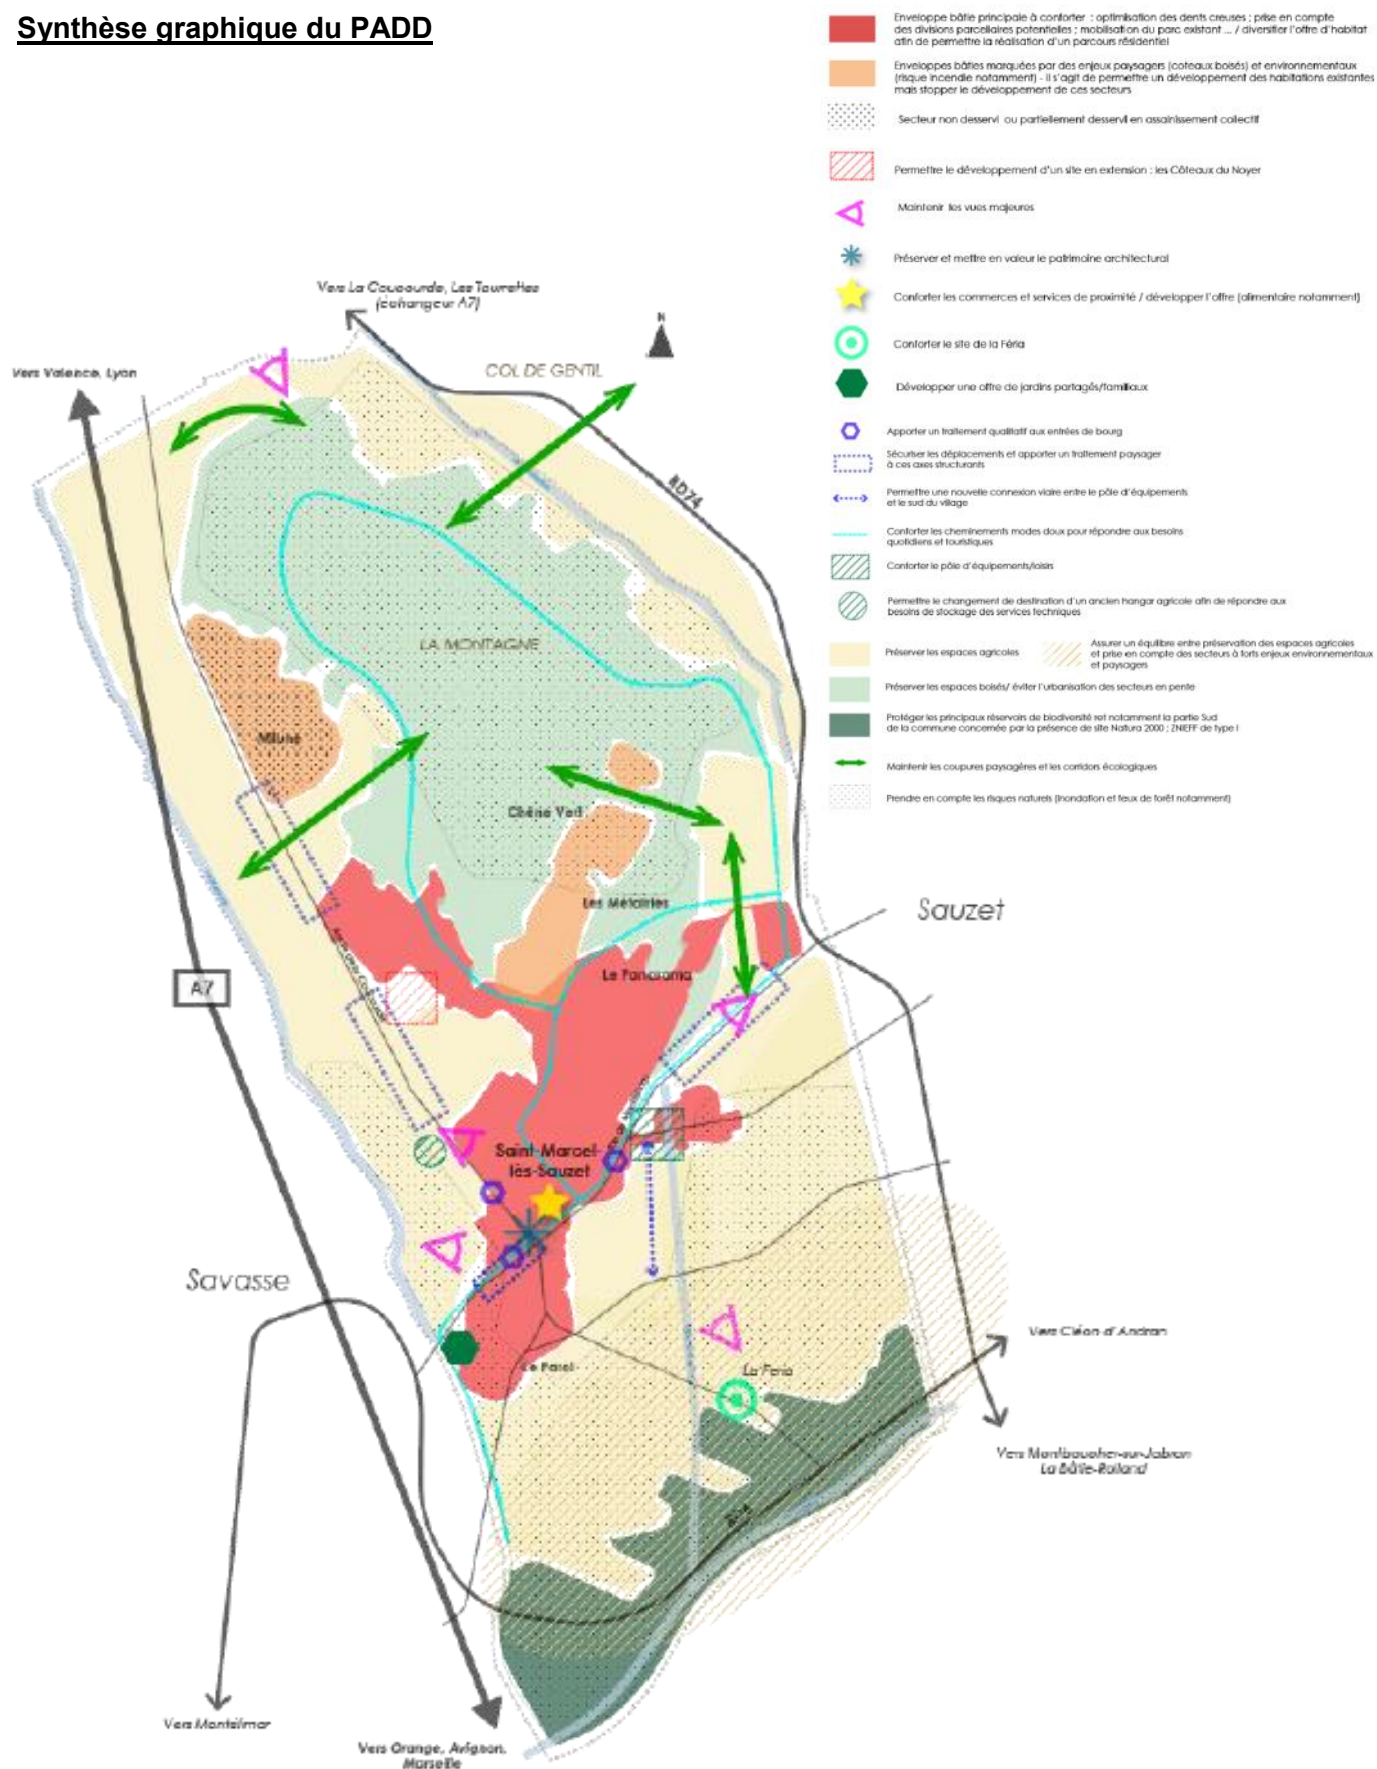 Synthèse graphique du PADD
Enveloppe bâtie principale à conforter : optimisation des dents creuses ; prise en compte
des divisions parcellaires potentielles ; mobilisation du parc existant ... / diversifier l'offre d'habitat
afin de permettre la réalisation d'un parcours résidentiel
Enveloppes bâties marquées par des enjeux paysagers (coteaux boisés) et environnementaux
(risque incendie notamment) - il s'agit de permettre un développement des habitations existantes
mais stopper le développement de ces secteurs
Secteur non desservi ou partiellement desservi en assainissement collectif
Permettre le développement d'un site en extension : les Côteaux du Noyer
Maintenir les vues majeures
Préserver et mettre en valeur le patrimoine architectural
Conforter les commerces et services de proximité / développer l'offre (alimentaire notamment)
Conforter le site de la Féria
Développer une offre de jardins partagés/familiaux
Apporter un traitement qualitatif aux entrées de bourg
Sécuriser les déplacements et apporter un traitement paysager
à ces axes structurants
Permettre une nouvelle connexion viaire entre le pôle d'équipements
et le sud du village
Conforter les cheminements modes doux pour répondre aux besoins
quotidiens et touristiques
Conforter le pôle d'équipements/loisirs
Permettre le changement de destination d'un ancien hangar agricole afin de répondre aux
besoins de stockage des services techniques
Préserver les espaces agricoles
Assurer un équilibre entre préservation des espaces agricoles
et prise en compte des secteurs à forts enjeux environnementaux
et paysagers
Préserver les espaces boisés/ éviter l'urbanisation des secteurs en pente
Protéger les principaux réservoirs de biodiversité et notamment la partie Sud
de la commune concernée par la présence de site Natura 2000 ; ZNIEFF de type I
Maintenir les coupures paysagères et les corridors écologiques
Prendre en compte les risques naturels (inondation et feux de forêt notamment)
Vers La Coucourde, Les Tourrettes
(échangeur A7)
N
Vers Valence, Lyon
COL DE GENTIL
RD74
LA MONTAGNE
Milune
Chêne Vert
Les Métairies
Sauzet
Le Panorama
A7
Saint-Marcel-
lès-Sauzet
Savasse
Vers Cléon-d'Andran
La Feria
Vers Montboucher-sur-Jabron
La Bâtie-Rolland
Vers Montélimar
Vers Orange, Avignon,
Marseille